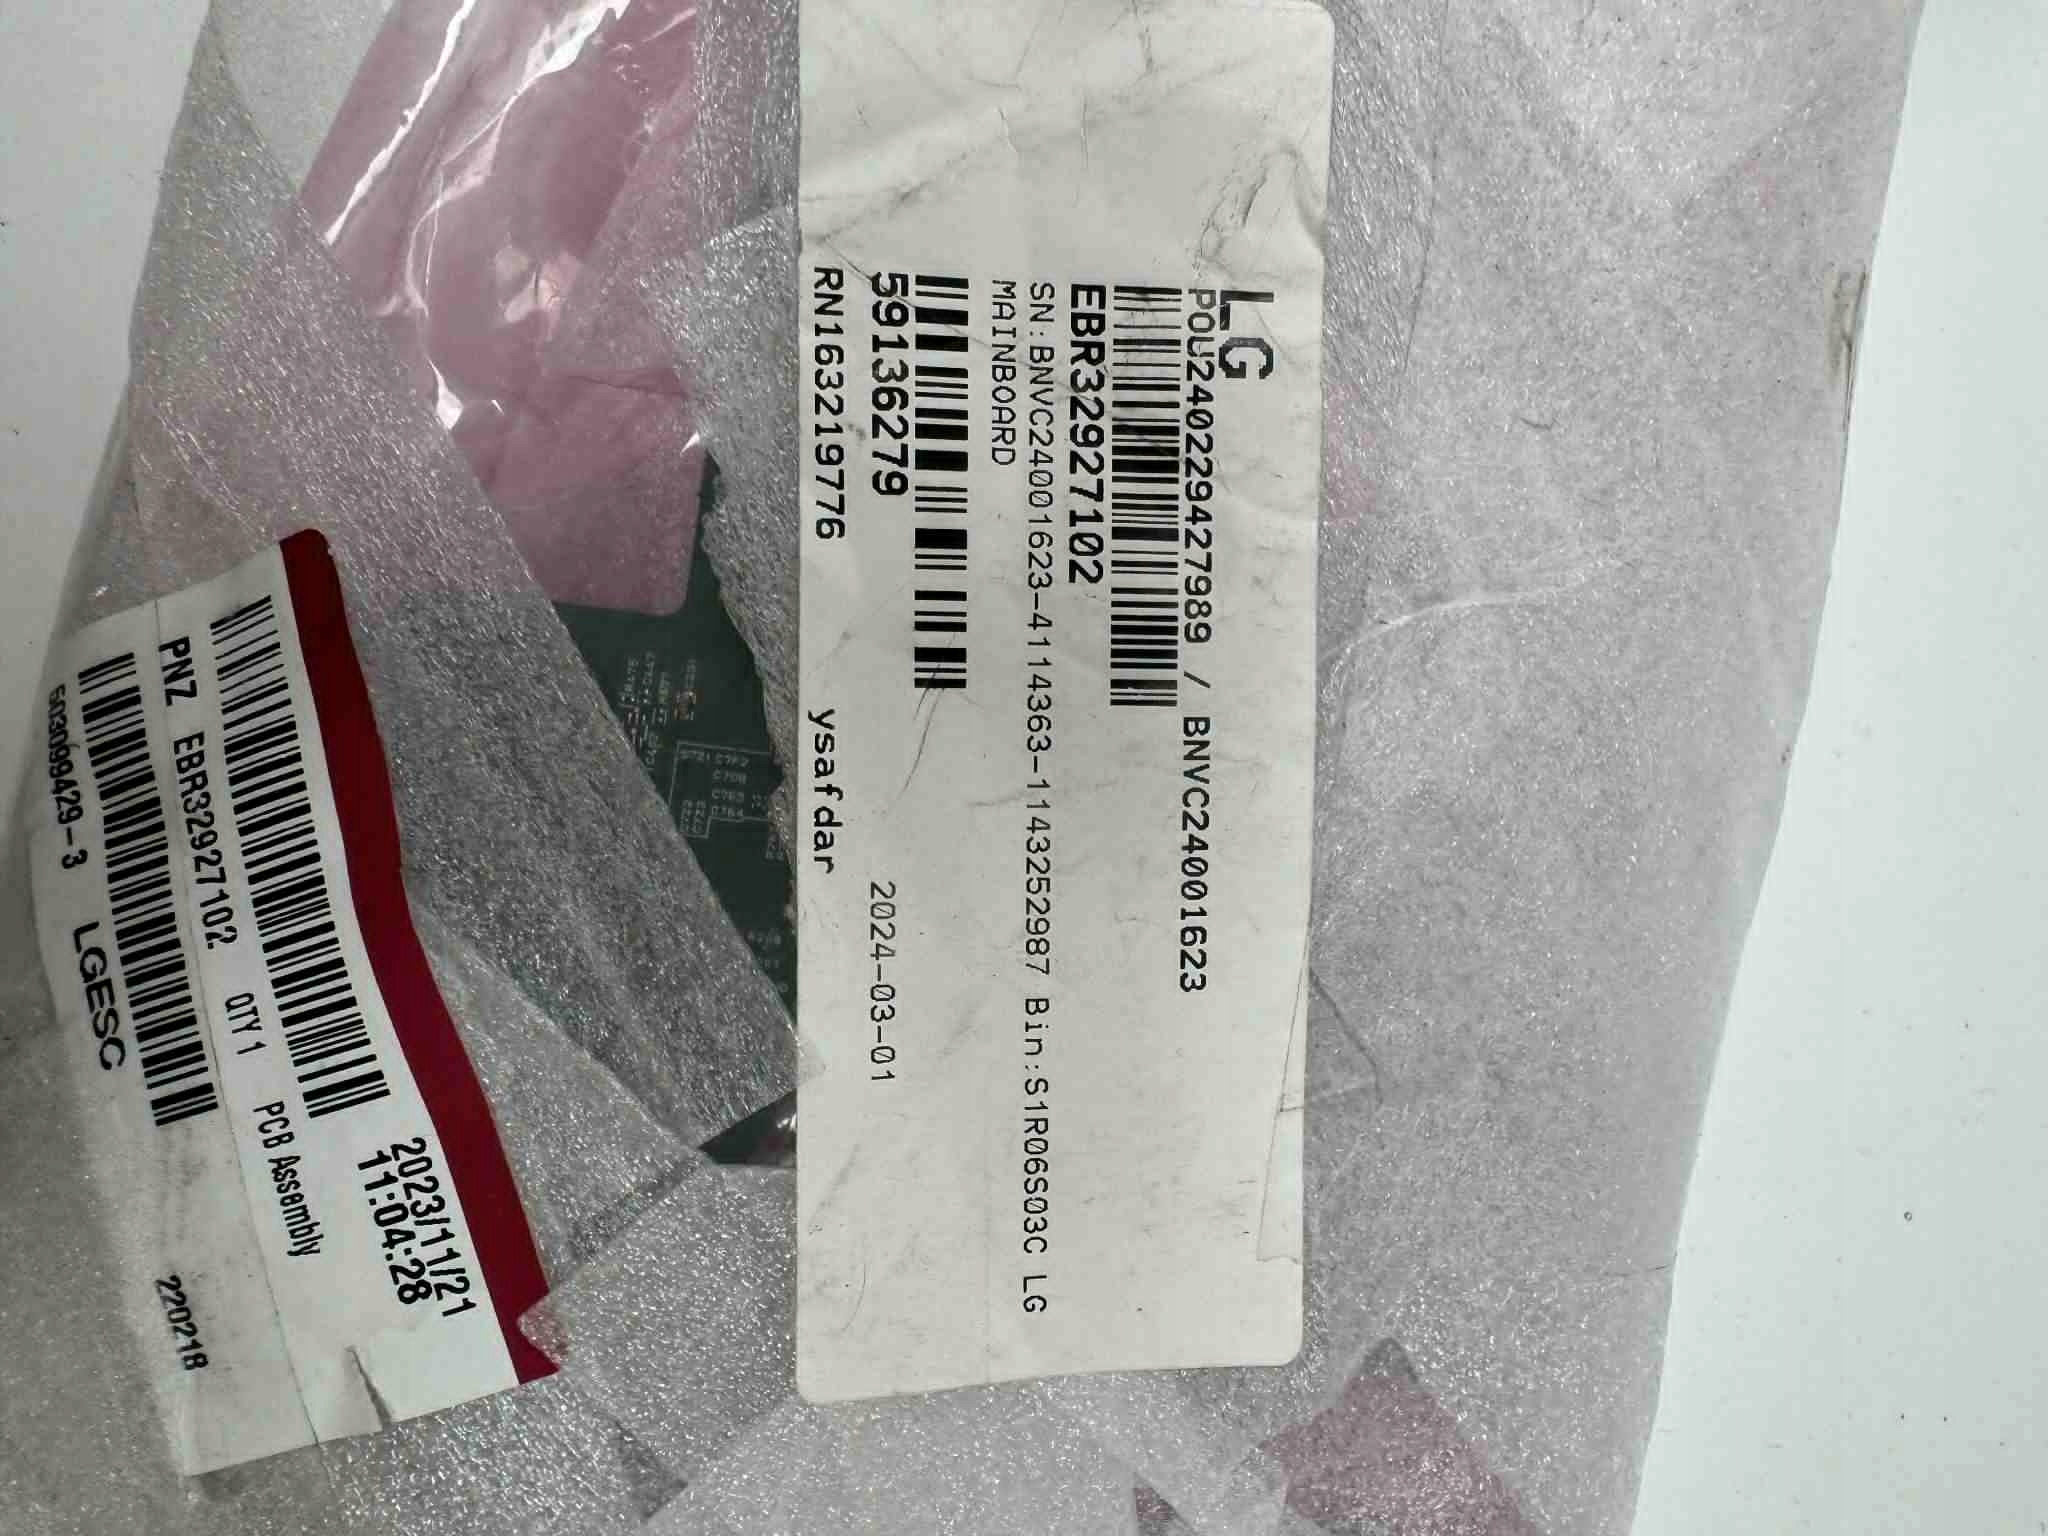 LG
POU240229427989 / BNVC24001623
EBR32927102
SN:BNVC24001623-4114363-1143252987 Bin:S1R06S03C LG
MAINBOARD
59136279
2024-03-01
RN163219776
ysafdar
2023/11/21
11:04:28
PNZ EBR32927102 QTY 1 PCB Assembly
503099429-3 LGESC
220218